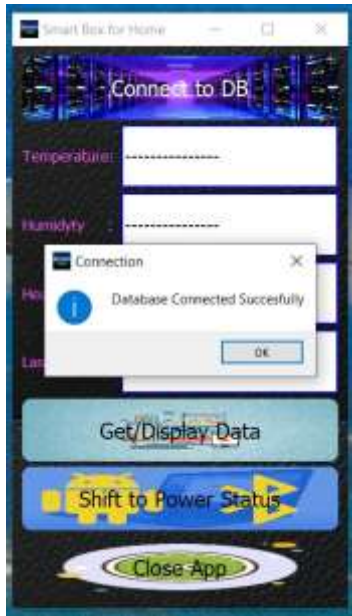 Smart Box for Home
Connect to DB
Temperature:
---------------
Humidyty :
---------------
Connection
Database Connected Succesfully
OK
Get/Display Data
Shift to Power Status
Close App